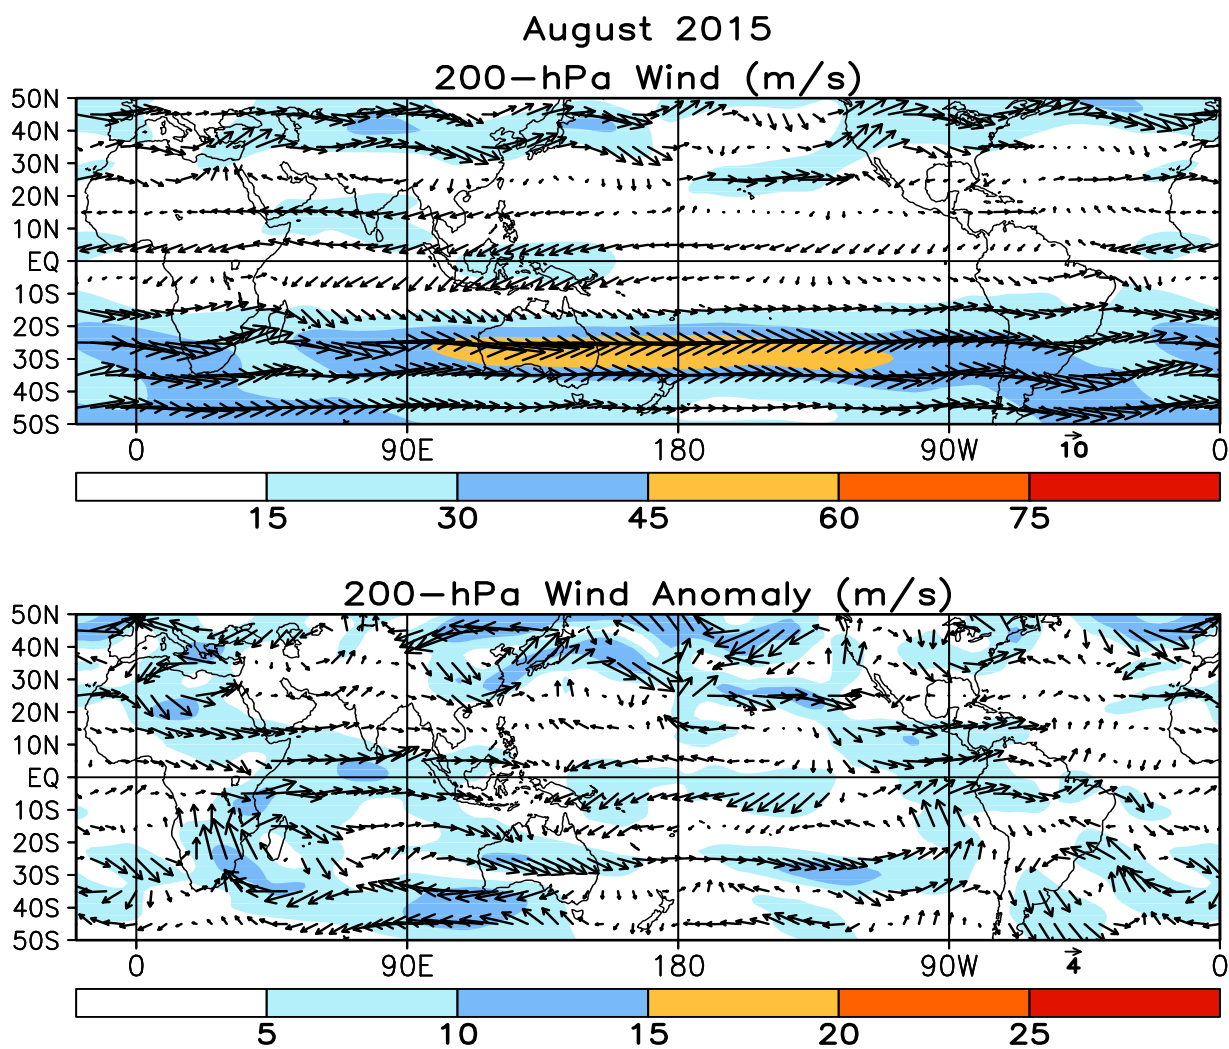 August 2015
200-hPa Wind (m/s)
50N
40N
30N
20N
10N
EQ
10S
20S
30S
40S
50S
0 90E 180 90W 0
10
15 30 45 60 75
200-hPa Wind Anomaly (m/s)
50N
40N
30N
20N
10N
EQ
10S
20S
30S
40S
50S
0 90E 180 90W 0
4
5 10 15 20 25